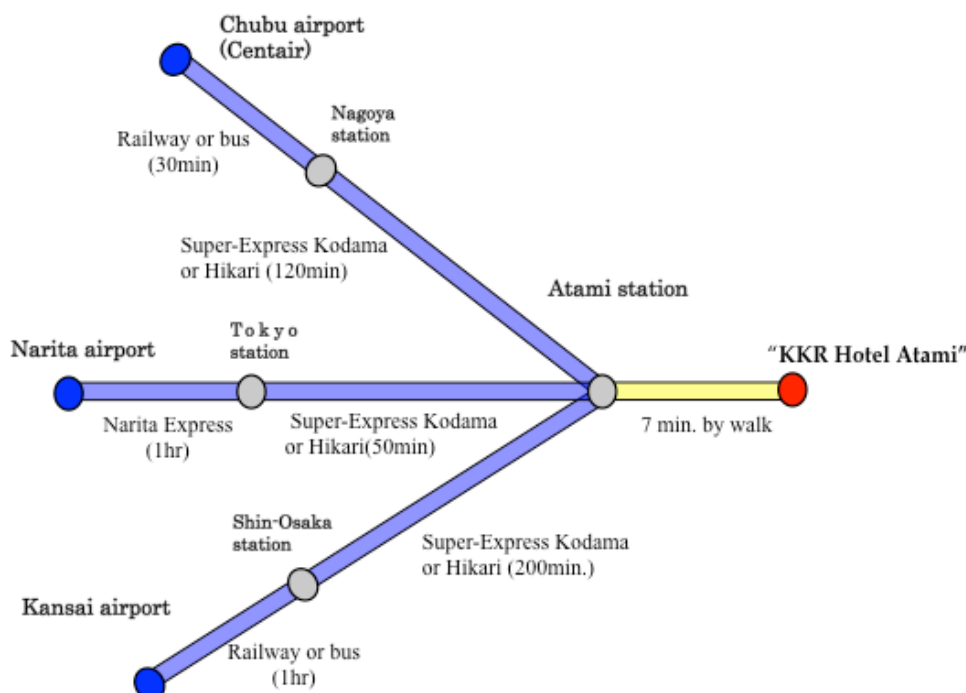 Chubu airport
(Centair)
Nagoya
station
Railway or bus
(30min)
Super-Express Kodama
or Hikari (120min)
Atami station
Tokyo
station
Narita airport
“KKR Hotel Atami”
Narita Express
(1hr)
Super-Express Kodama
or Hikari(50min)
7 min. by walk
Shin-Osaka
station
Super-Express Kodama
or Hikari (200min.)
Kansai airport
Railway or bus
(1hr)